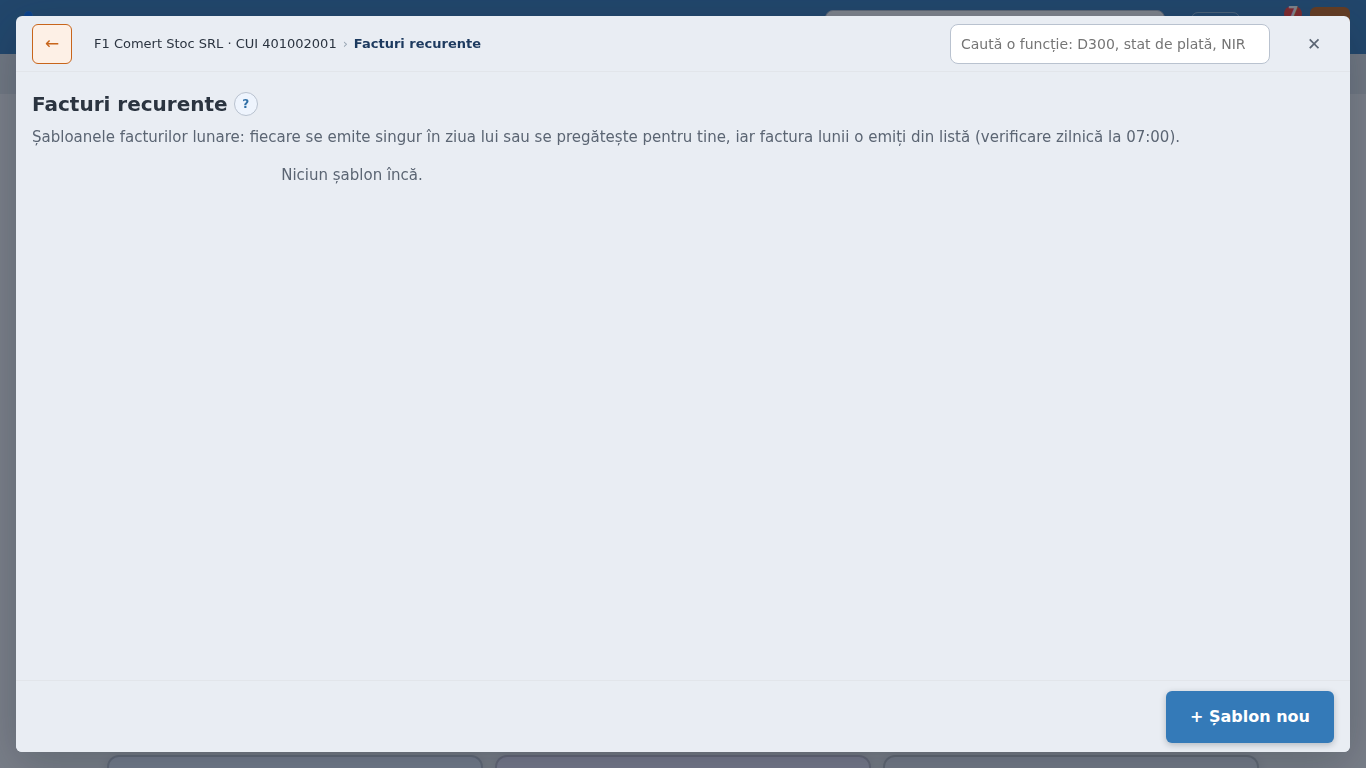 7
←
F1 Comert Stoc SRL · CUI 401002001 › Facturi recurente
Caută o funcție: D300, stat de plată, NIR
✕
Facturi recurente ?
Șabloanele facturilor lunare: fiecare se emite singur în ziua lui sau se pregătește pentru tine, iar factura lunii o emiți din listă (verificare zilnică la 07:00).
Niciun șablon încă.
+ Șablon nou